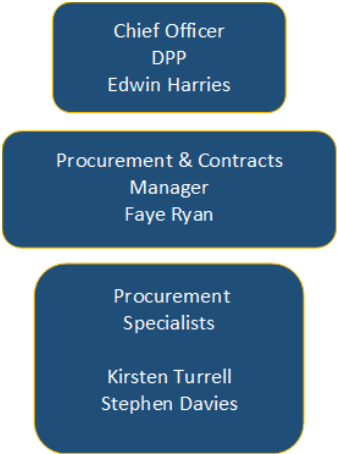 Chief Officer
DPP
Edwin Harries
Procurement & Contracts
Manager
Faye Ryan
Procurement
Specialists
Kirsten Turrell
Stephen Davies